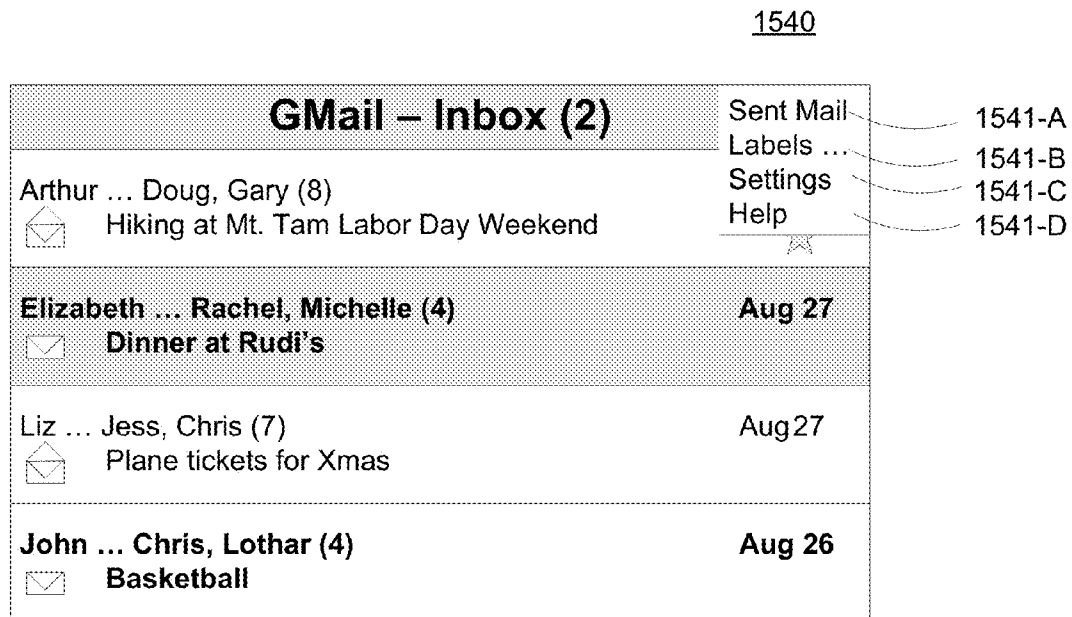 1540
GMail – Inbox (2)
Sent Mail 1541-A
Labels ... 1541-B
Settings 1541-C
Help 1541-D
Arthur ... Doug, Gary (8)
Hiking at Mt. Tam Labor Day Weekend
Elizabeth ... Rachel, Michelle (4) Aug 27
Dinner at Rudi's
Liz ... Jess, Chris (7) Aug 27
Plane tickets for Xmas
John ... Chris, Lothar (4) Aug 26
Basketball